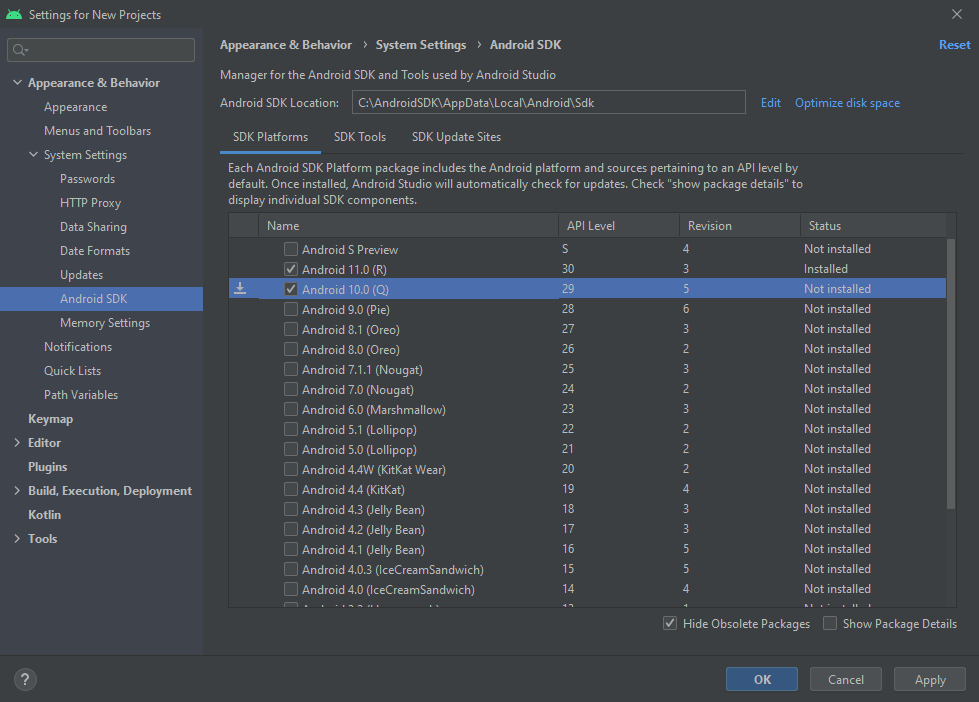 Settings for New Projects
Appearance & Behavior
Appearance
Menus and Toolbars
System Settings
Passwords
HTTP Proxy
Data Sharing
Date Formats
Updates
Android SDK
Memory Settings
Notifications
Quick Lists
Path Variables
Keymap
Editor
Plugins
Build, Execution, Deployment
Kotlin
Tools
Appearance & Behavior › System Settings › Android SDK
Reset
Manager for the Android SDK and Tools used by Android Studio
Android SDK Location: C:\AndroidSDK\AppData\Local\Android\Sdk Edit Optimize disk space
SDK Platforms SDK Tools SDK Update Sites
Each Android SDK Platform package includes the Android platform and sources pertaining to an API level by
default. Once installed, Android Studio will automatically check for updates. Check "show package details" to
display individual SDK components.
Name API Level Revision Status
Android S Preview S 4 Not installed
Android 11.0 (R) 30 3 Installed
Android 10.0 (Q) 29 5 Not installed
Android 9.0 (Pie) 28 6 Not installed
Android 8.1 (Oreo) 27 3 Not installed
Android 8.0 (Oreo) 26 2 Not installed
Android 7.1.1 (Nougat) 25 3 Not installed
Android 7.0 (Nougat) 24 2 Not installed
Android 6.0 (Marshmallow) 23 3 Not installed
Android 5.1 (Lollipop) 22 2 Not installed
Android 5.0 (Lollipop) 21 2 Not installed
Android 4.4W (KitKat Wear) 20 2 Not installed
Android 4.4 (KitKat) 19 4 Not installed
Android 4.3 (Jelly Bean) 18 3 Not installed
Android 4.2 (Jelly Bean) 17 3 Not installed
Android 4.1 (Jelly Bean) 16 5 Not installed
Android 4.0.3 (IceCreamSandwich) 15 5 Not installed
Android 4.0 (IceCreamSandwich) 14 4 Not installed
Hide Obsolete Packages Show Package Details
? OK Cancel Apply